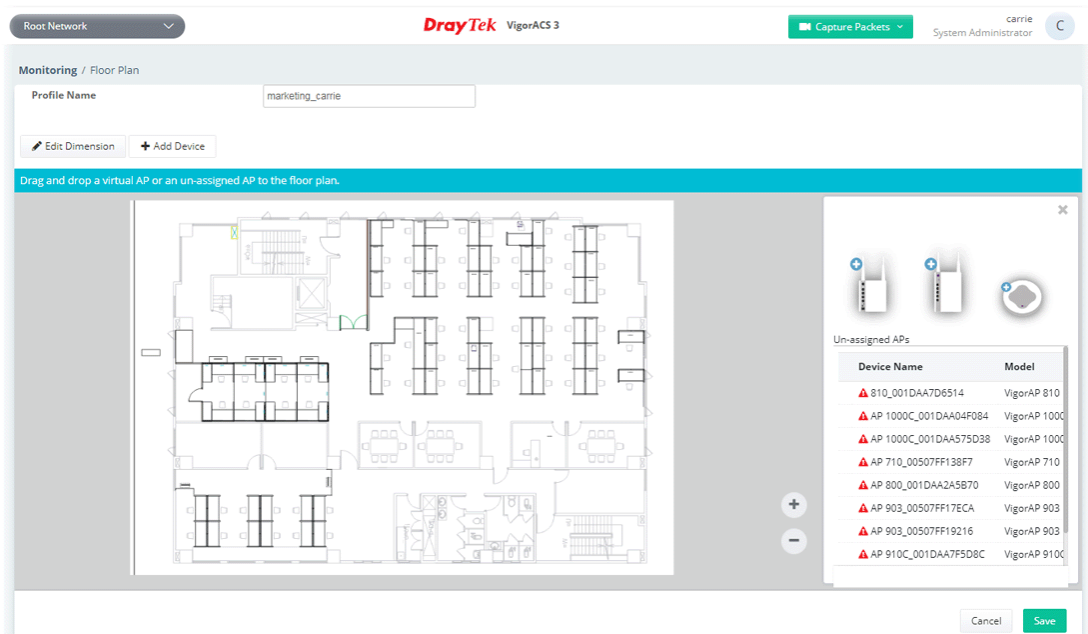 Root Network
DrayTek VigorACS 3
Capture Packets
carrie
System Administrator
C
Monitoring / Floor Plan
Profile Name
marketing_carrie
Edit Dimension
Add Device
Drag and drop a virtual AP or an un-assigned AP to the floor plan.
Un-assigned APs
Device Name Model
810_001DAA7D6514 VigorAP 810
AP 1000C_001DAA04F084 VigorAP 1000
AP 1000C_001DAA575D38 VigorAP 1000
AP 710_00507FF138F7 VigorAP 710
AP 800_001DAA2A5B70 VigorAP 800
AP 903_00507FF17ECA VigorAP 903
AP 903_00507FF19216 VigorAP 903
AP 910C_001DAA7F5D8C VigorAP 910C
Cancel
Save